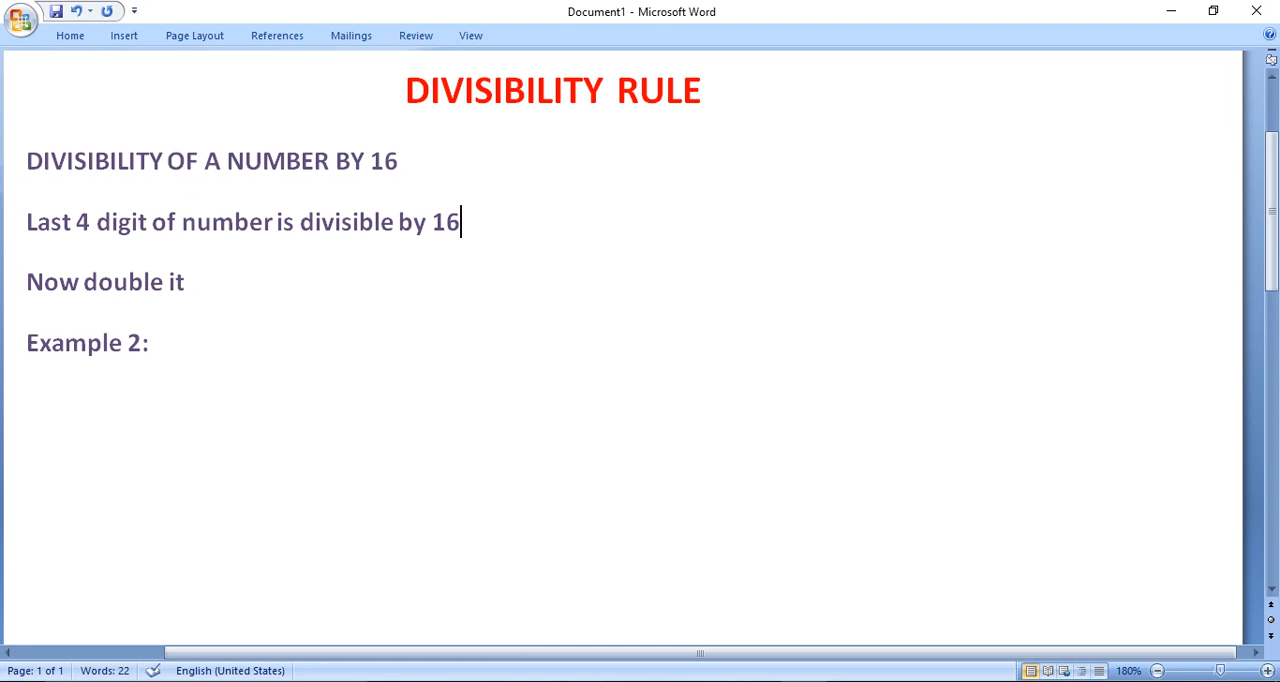 Document1 - Microsoft Word
Home Insert Page Layout References Mailings Review View
DIVISIBILITY RULE
DIVISIBILITY OF A NUMBER BY 16
Last 4 digit of number is divisible by 16
Now double it
Example 2:
Page: 1 of 1 Words: 22 English (United States) 180%